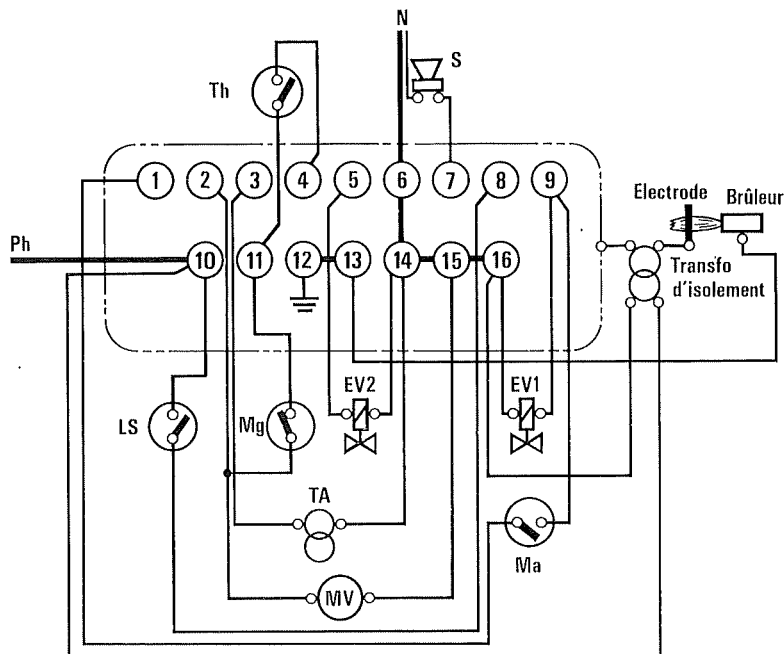 N
S
Th
1 2 3 4 5 6 7 8 9
Electrode
Brûleur
Ph
10 11 12 13 14 15 16
Transfo
d'isolement
LS
Mg
EV2
EV1
TA
Ma
MV